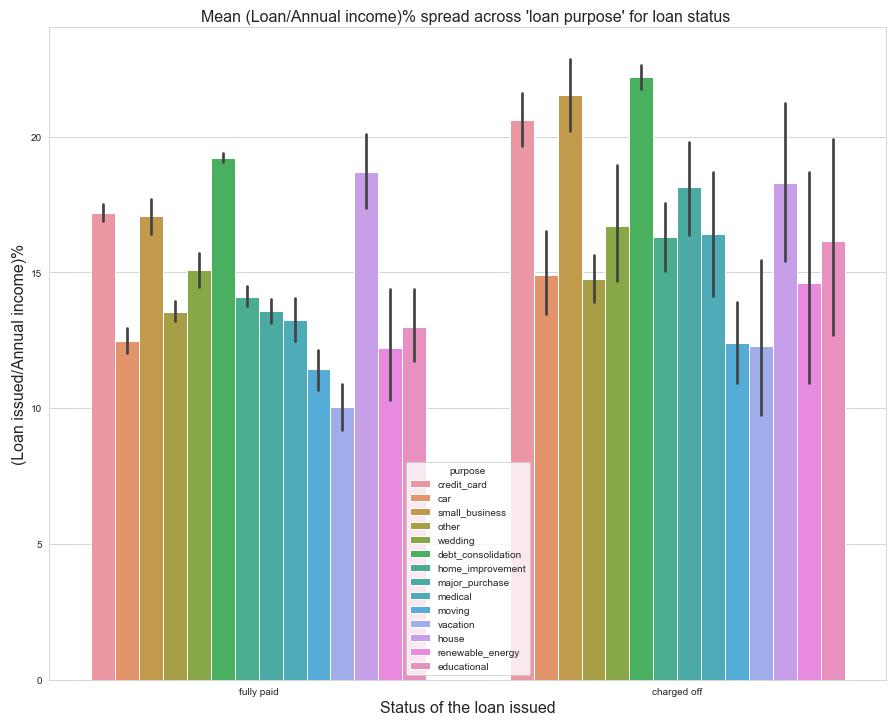 Mean (Loan/Annual income)% spread across 'loan purpose' for loan status
(Loan issued/Annual income)%
20
15
10
5
0
purpose
credit_card
car
small_business
other
wedding
debt_consolidation
home_improvement
major_purchase
medical
moving
vacation
house
renewable_energy
educational
fully paid
charged off
Status of the loan issued